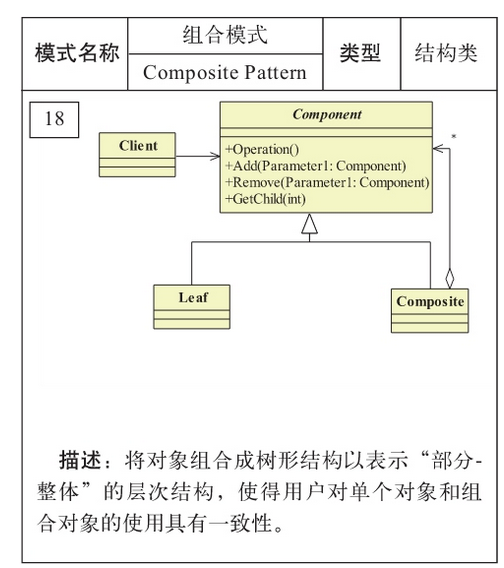 模式名称
组合模式
Composite Pattern
类型
结构类
18
Component
Client
+Operation()
+Add(Parameter1: Component)
+Remove(Parameter1: Component)
+GetChild(int)
*
Leaf
Composite
描述：将对象组合成树形结构以表示“部分-
整体”的层次结构，使得用户对单个对象和组
合对象的使用具有一致性。